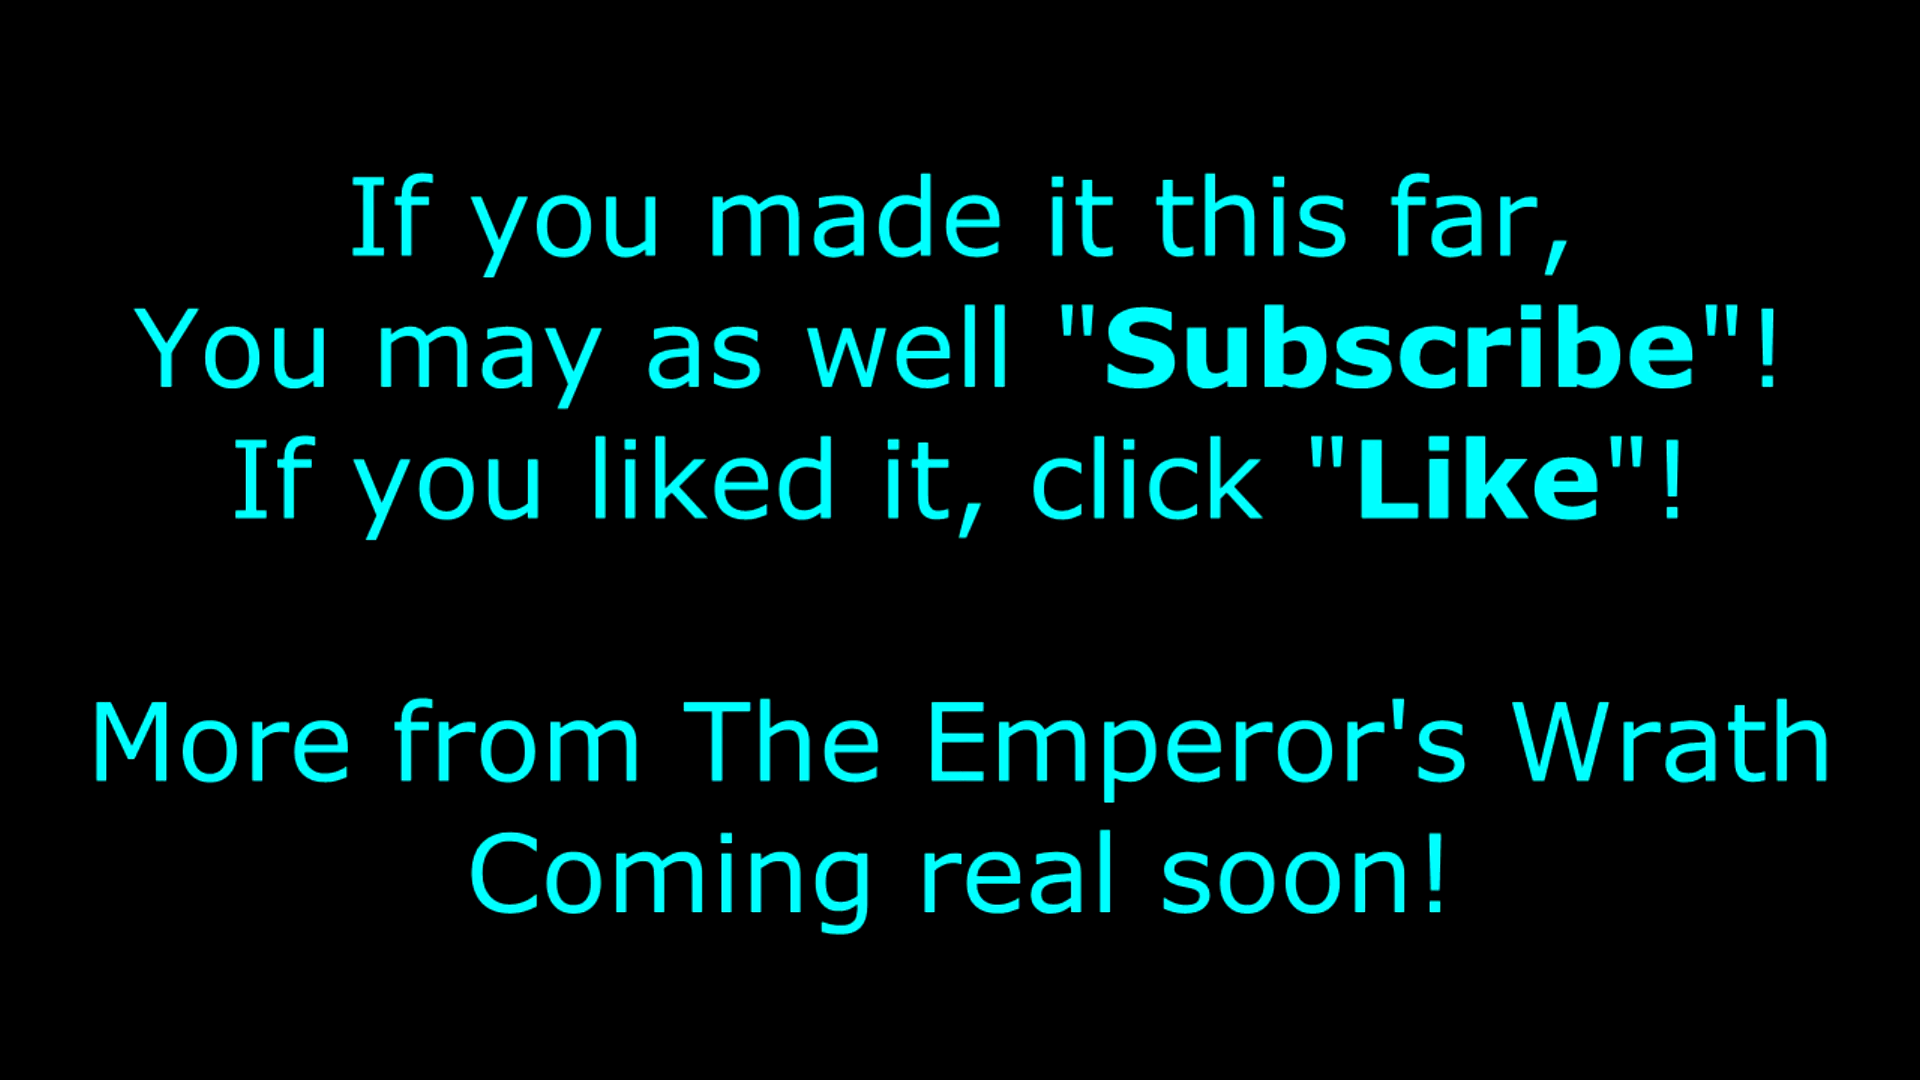 If you made it this far,
You may as well "Subscribe"!
If you liked it, click "Like"!
More from The Emperor's Wrath
Coming real soon!